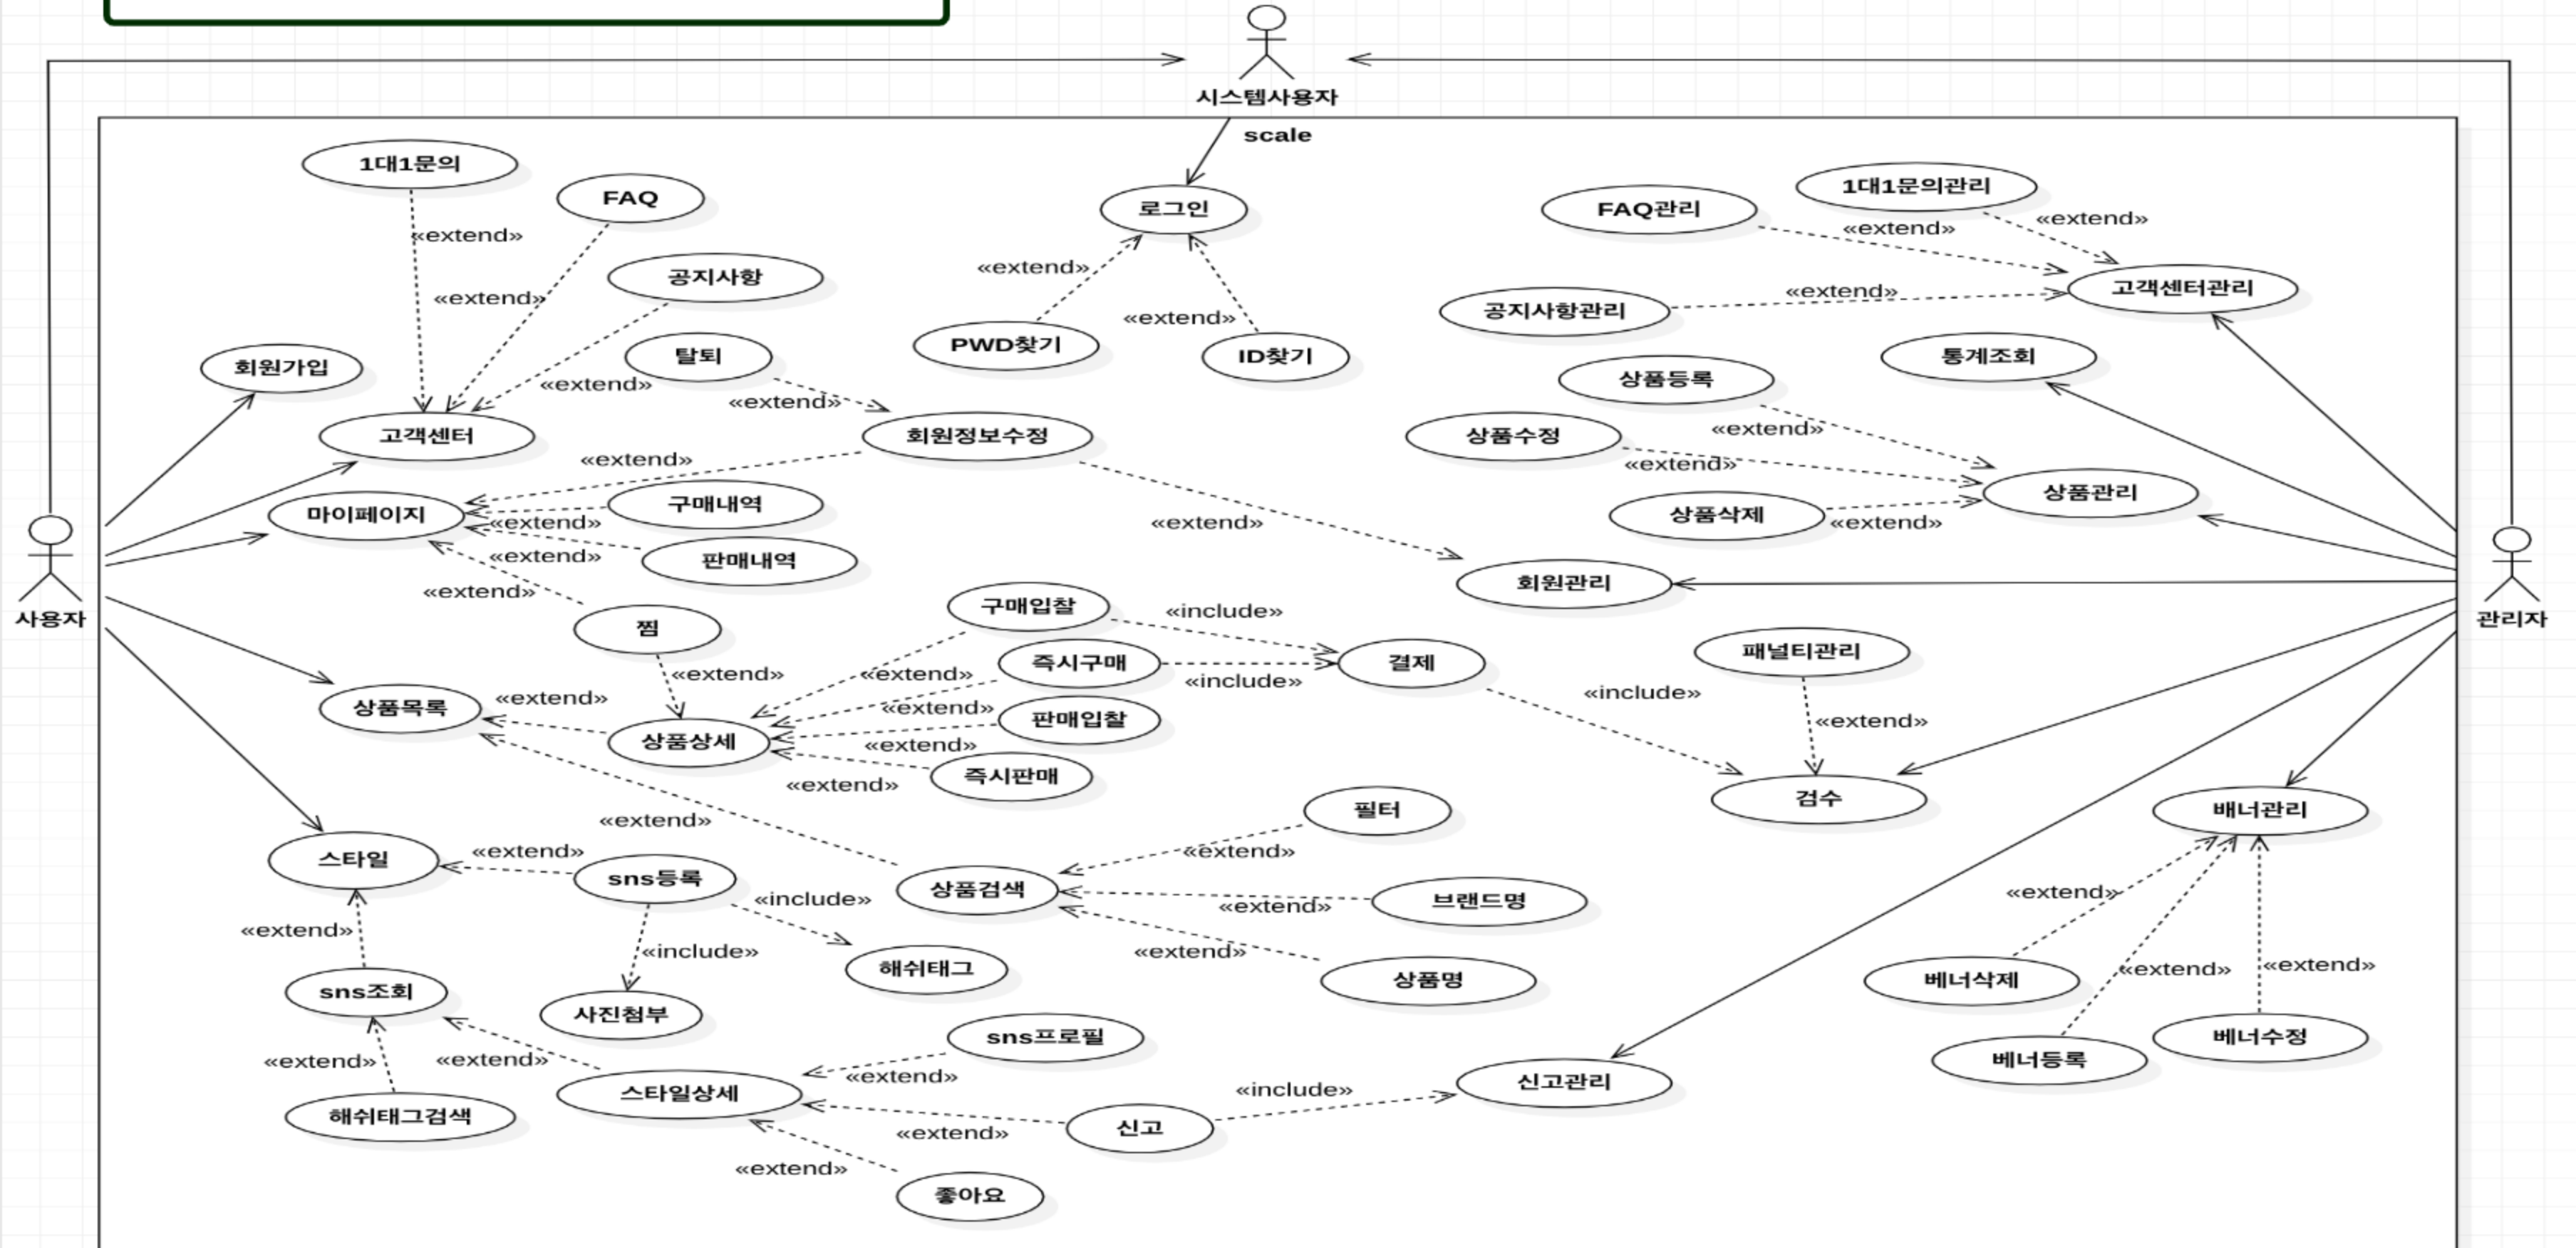 시스템사용자
scale
1대1문의
FAQ
로그인
FAQ관리
1대1문의관리
«extend»
«extend»
«extend»
공지사항
«extend»
«extend»
«extend»
고객센터관리
공지사항관리
«extend»
PWD찾기
ID찾기
회원가입
탈퇴
«extend»
«extend»
통계조회
상품등록
고객센터
회원정보수정
상품수정
«extend»
«extend»
«extend»
마이페이지
구매내역
상품관리
상품삭제
«extend»
«extend»
«extend»
«extend»
판매내역
회원관리
«extend»
사용자
관리자
찜
구매입찰
«include»
패널티관리
즉시구매
결제
«extend»
«extend»
«include»
«include»
상품목록
«extend»
«extend»
판매입찰
«extend»
상품상세
«extend»
즉시판매
«extend»
검수
필터
배너관리
«extend»
스타일
«extend»
«extend»
sns등록
상품검색
«include»
브랜드명
«extend»
«extend»
«extend»
«include»
«extend»
해쉬태그
상품명
베너삭제
«extend»
«extend»
sns조회
사진첨부
sns프로필
베너수정
베너등록
«extend»
«extend»
«extend»
스타일상세
신고관리
«include»
해쉬태그검색
신고
«extend»
«extend»
좋아요